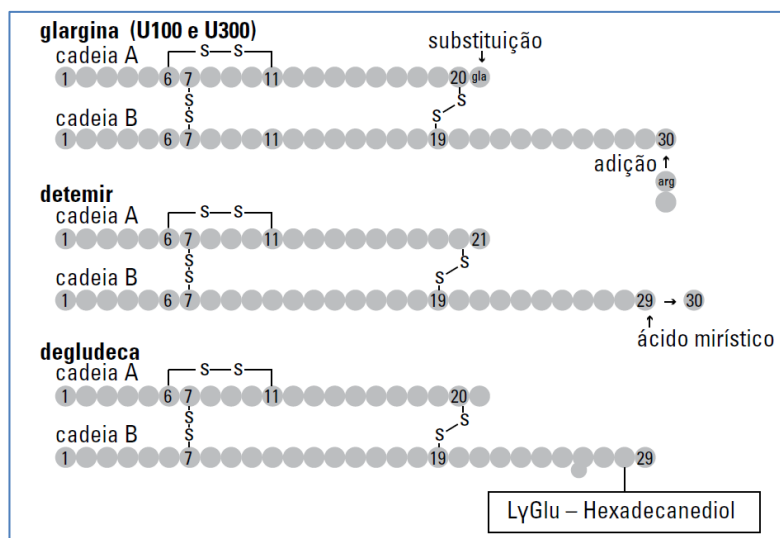 glargina (U100 e U300)
substituição
cadeia A
S S
1 6 7 11 20 gla
S S
S S
cadeia B
1 6 7 11 19 30
adição
arg
detemir
cadeia A
S S
1 6 7 11 21
S S
S S
cadeia B
1 6 7 19 29 → 30
ácido mirístico
degludeca
cadeia A
S S
1 6 7 11 20
S S
S S
cadeia B
1 7 19 29
LγGlu – Hexadecanediol